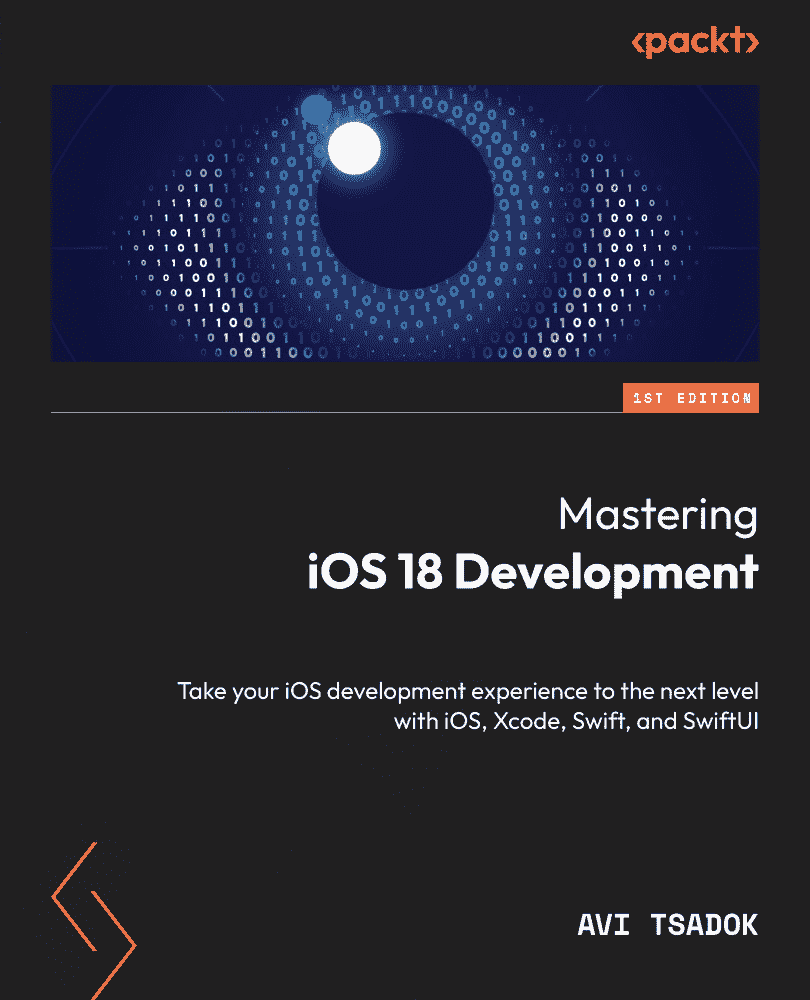 <packt>
1ST EDITION
Mastering
iOS 18 Development
Take your iOS development experience to the next level
with iOS, Xcode, Swift, and SwiftUI
AVI TSADOK